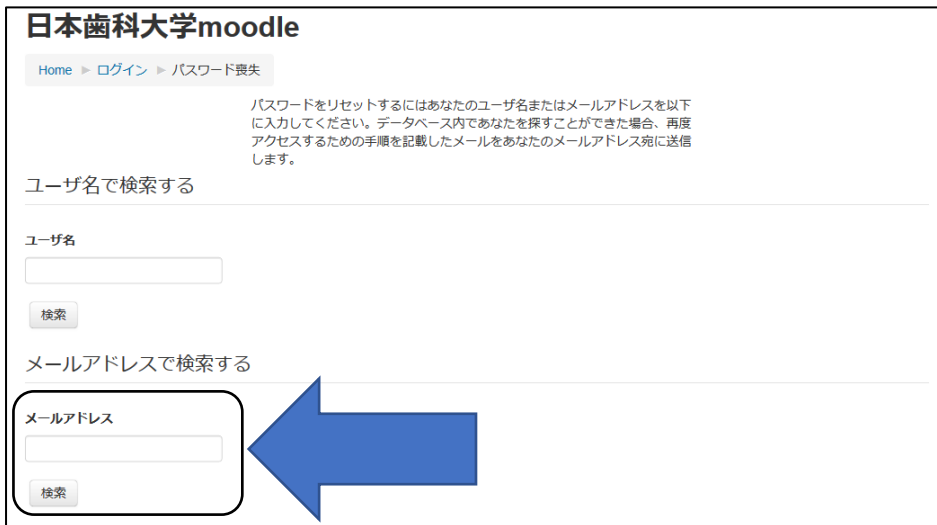 日本歯科大学moodle
Home ► ログイン ► パスワード喪失
パスワードをリセットするにはあなたのユーザ名またはメールアドレスを以下
に入力してください。データベース内であなたを探すことができた場合、再度
アクセスするための手順を記載したメールをあなたのメールアドレス宛に送信
します。
ユーザ名で検索する
ユーザ名
検索
メールアドレスで検索する
メールアドレス
検索